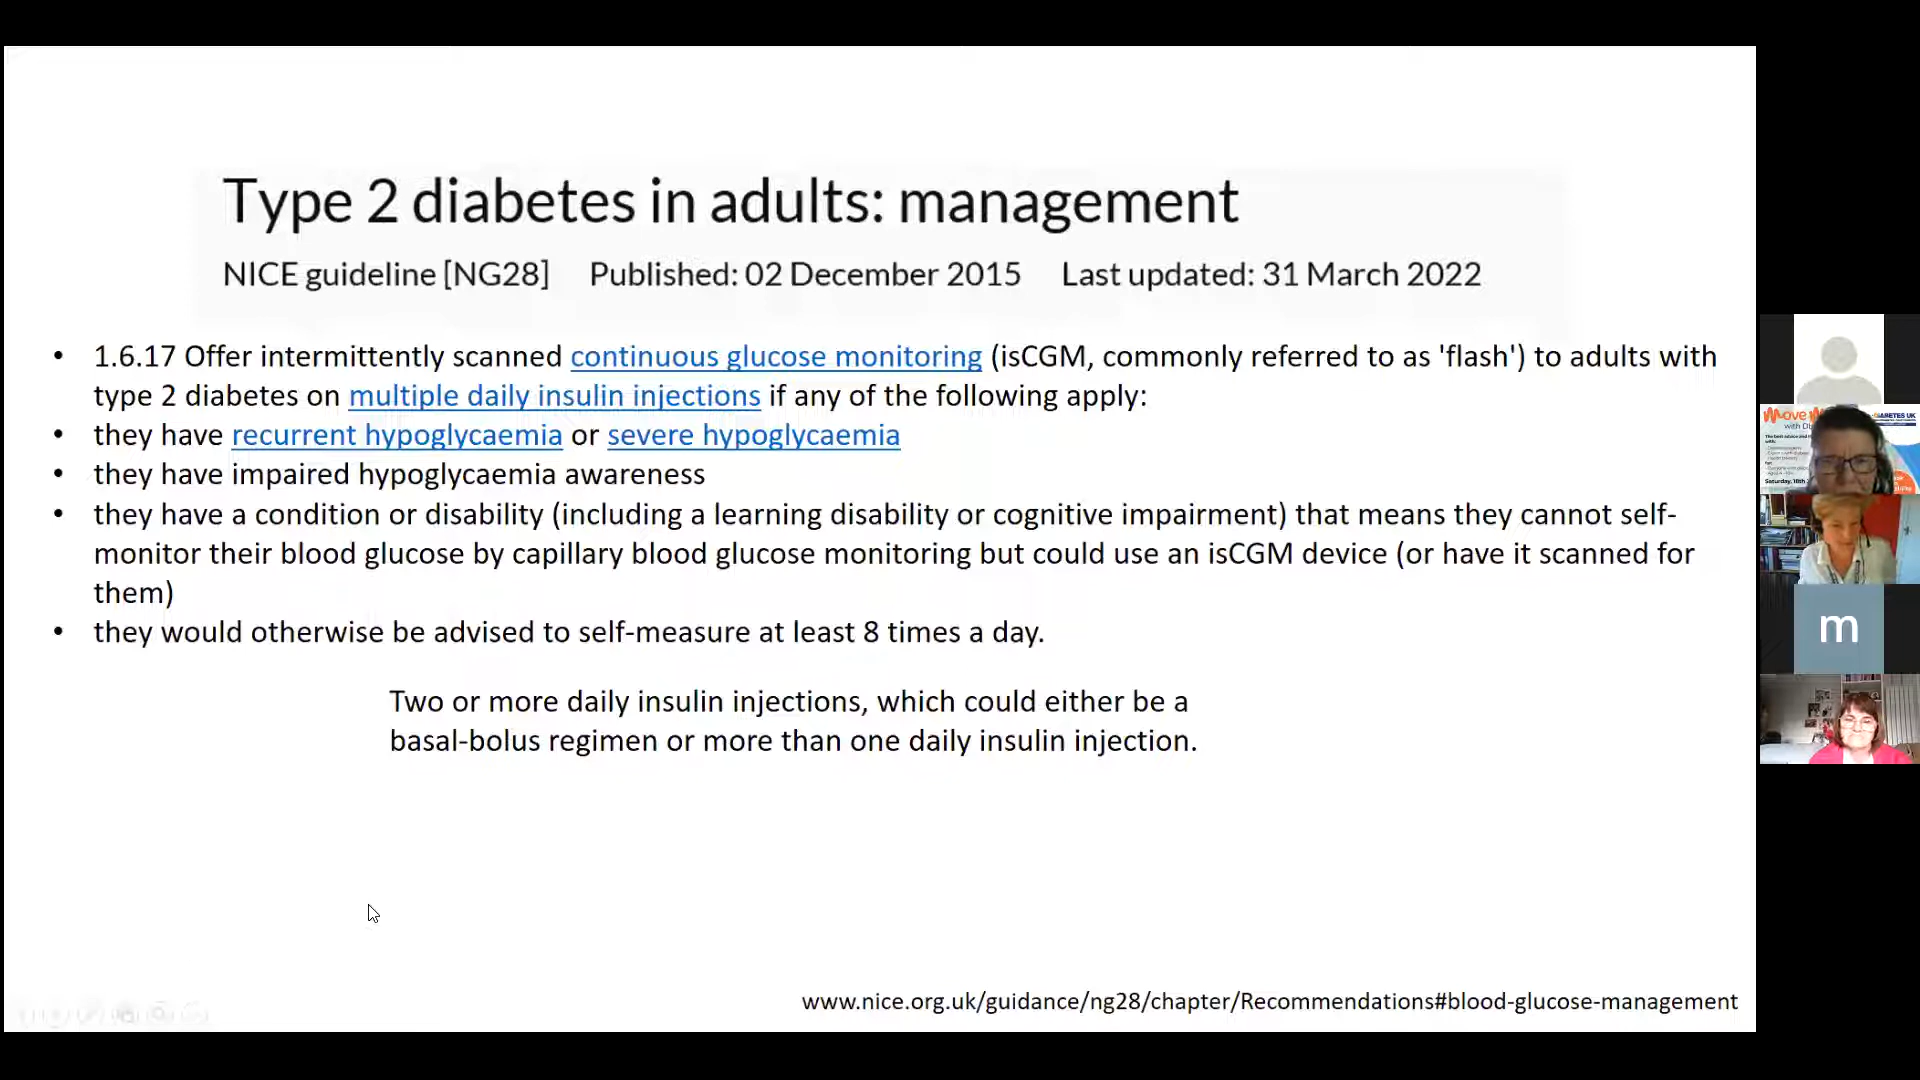 Type 2 diabetes in adults: management
NICE guideline [NG28] Published: 02 December 2015 Last updated: 31 March 2022
• 1.6.17 Offer intermittently scanned continuous glucose monitoring (isCGM, commonly referred to as 'flash') to adults with
type 2 diabetes on multiple daily insulin injections if any of the following apply:
• they have recurrent hypoglycaemia or severe hypoglycaemia
• they have impaired hypoglycaemia awareness
• they have a condition or disability (including a learning disability or cognitive impairment) that means they cannot self-
monitor their blood glucose by capillary blood glucose monitoring but could use an isCGM device (or have it scanned for
them)
• they would otherwise be advised to self-measure at least 8 times a day.
Two or more daily insulin injections, which could either be a
basal-bolus regimen or more than one daily insulin injection.
www.nice.org.uk/guidance/ng28/chapter/Recommendations#blood-glucose-management
Move
with
DIABETES UK
m